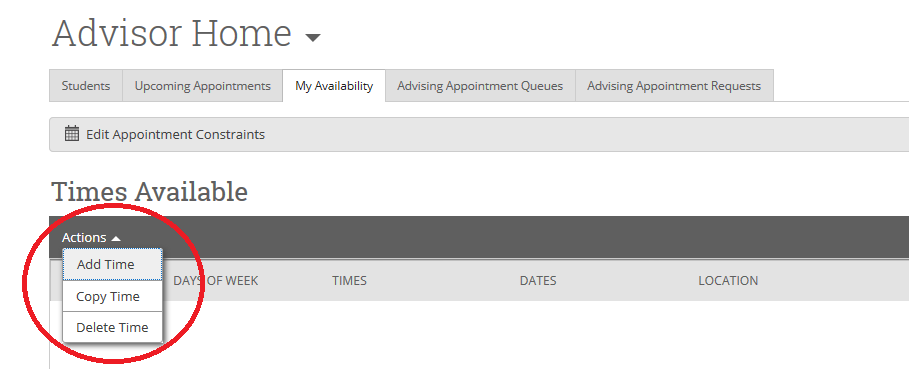 Advisor Home
Students Upcoming Appointments My Availability Advising Appointment Queues Advising Appointment Requests
Edit Appointment Constraints
Times Available
Actions
Add Time
DAYS OF WEEK TIMES DATES LOCATION
Copy Time
Delete Time